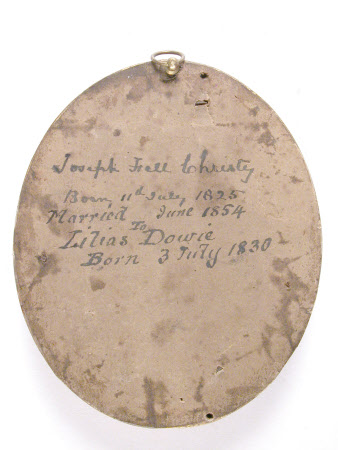 Joseph Fell Christy
Born, 11th July, 1825
Married June 1854
To
Lilias Dowie
Born 3 July 1830